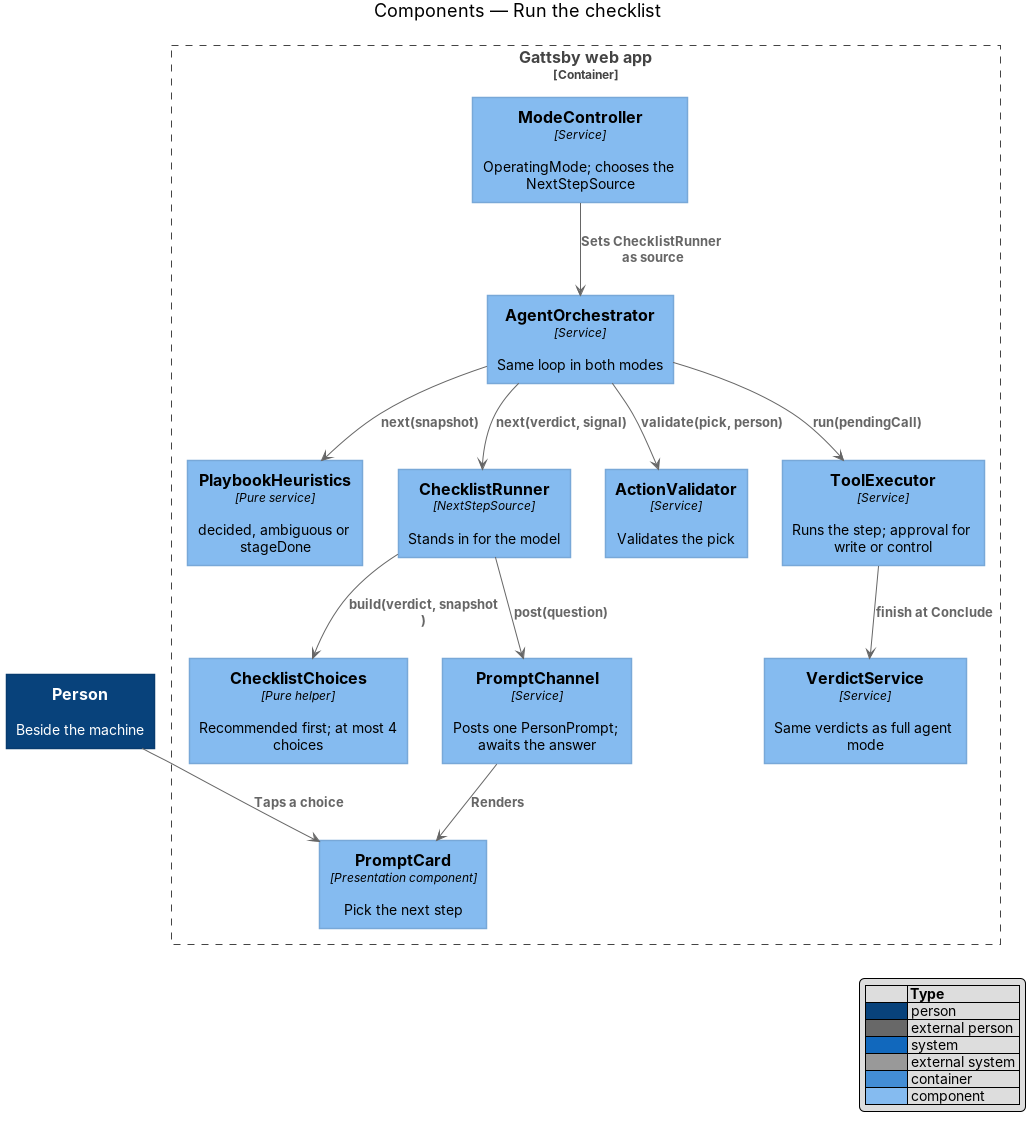 Components — Run the checklist
Gattsby web app
[Container]
ModeController
[Service]
OperatingMode; chooses the
NextStepSource
Sets ChecklistRunner
as source
AgentOrchestrator
[Service]
Same loop in both modes
next(snapshot)
next(verdict, signal)
validate(pick, person)
run(pendingCall)
PlaybookHeuristics
[Pure service]
decided, ambiguous or
stageDone
ChecklistRunner
[NextStepSource]
Stands in for the model
ActionValidator
[Service]
Validates the pick
ToolExecutor
[Service]
Runs the step; approval for
write or control
build(verdict, snapshot
)
post(question)
finish at Conclude
Person
Beside the machine
ChecklistChoices
[Pure helper]
Recommended first; at most 4
choices
PromptChannel
[Service]
Posts one PersonPrompt;
awaits the answer
VerdictService
[Service]
Same verdicts as full agent
mode
Taps a choice
Renders
PromptCard
[Presentation component]
Pick the next step
Type
person
external person
system
external system
container
component